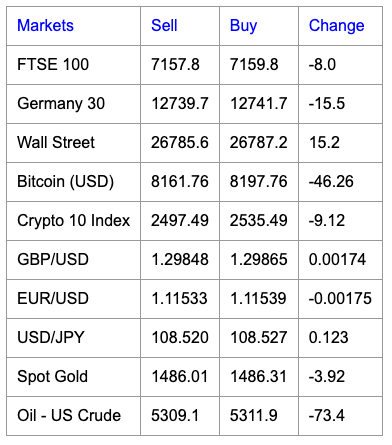 Markets Sell Buy Change
FTSE 100 7157.8 7159.8 -8.0
Germany 30 12739.7 12741.7 -15.5
Wall Street 26785.6 26787.2 15.2
Bitcoin (USD) 8161.76 8197.76 -46.26
Crypto 10 Index 2497.49 2535.49 -9.12
GBP/USD 1.29848 1.29865 0.00174
EUR/USD 1.11533 1.11539 -0.00175
USD/JPY 108.520 108.527 0.123
Spot Gold 1486.01 1486.31 -3.92
Oil - US Crude 5309.1 5311.9 -73.4